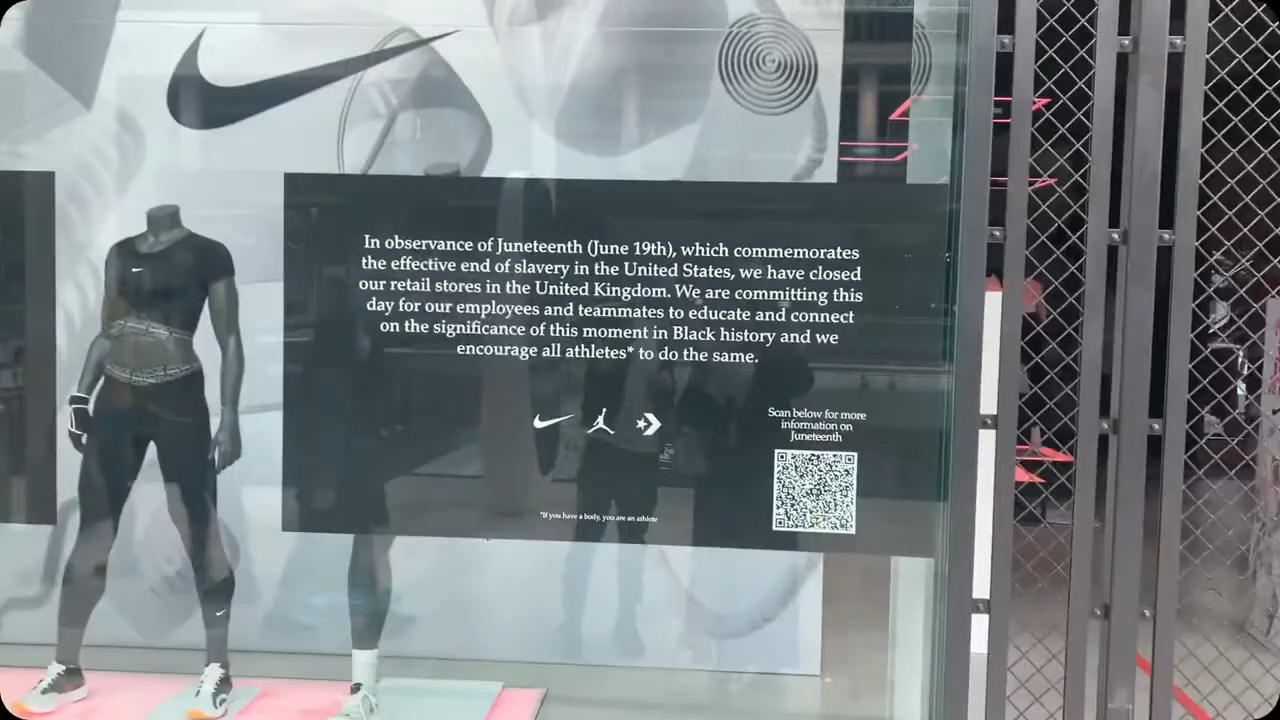 In observance of Juneteenth (June 19th), which commemorates
the effective end of slavery in the United States, we have closed
our retail stores in the United Kingdom. We are committing this
day for our employees and teammates to educate and connect
on the significance of this moment in Black history and we
encourage all athletes* to do the same.
Scan below for more
information on
Juneteenth
*If you have a body, you are an athlete